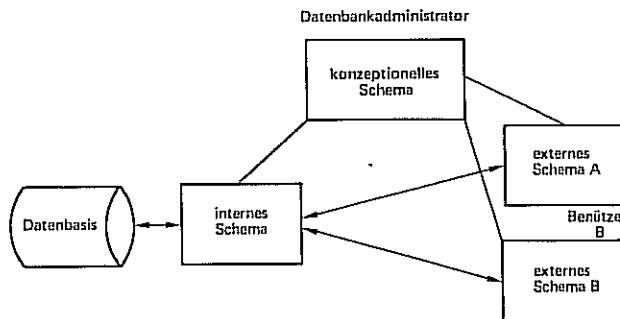 Datenbankadministrator
konzeptionelles
Schema
externes
Schema A
Datenbasis
internes
Schema
Benütze
B
externes
Schema B